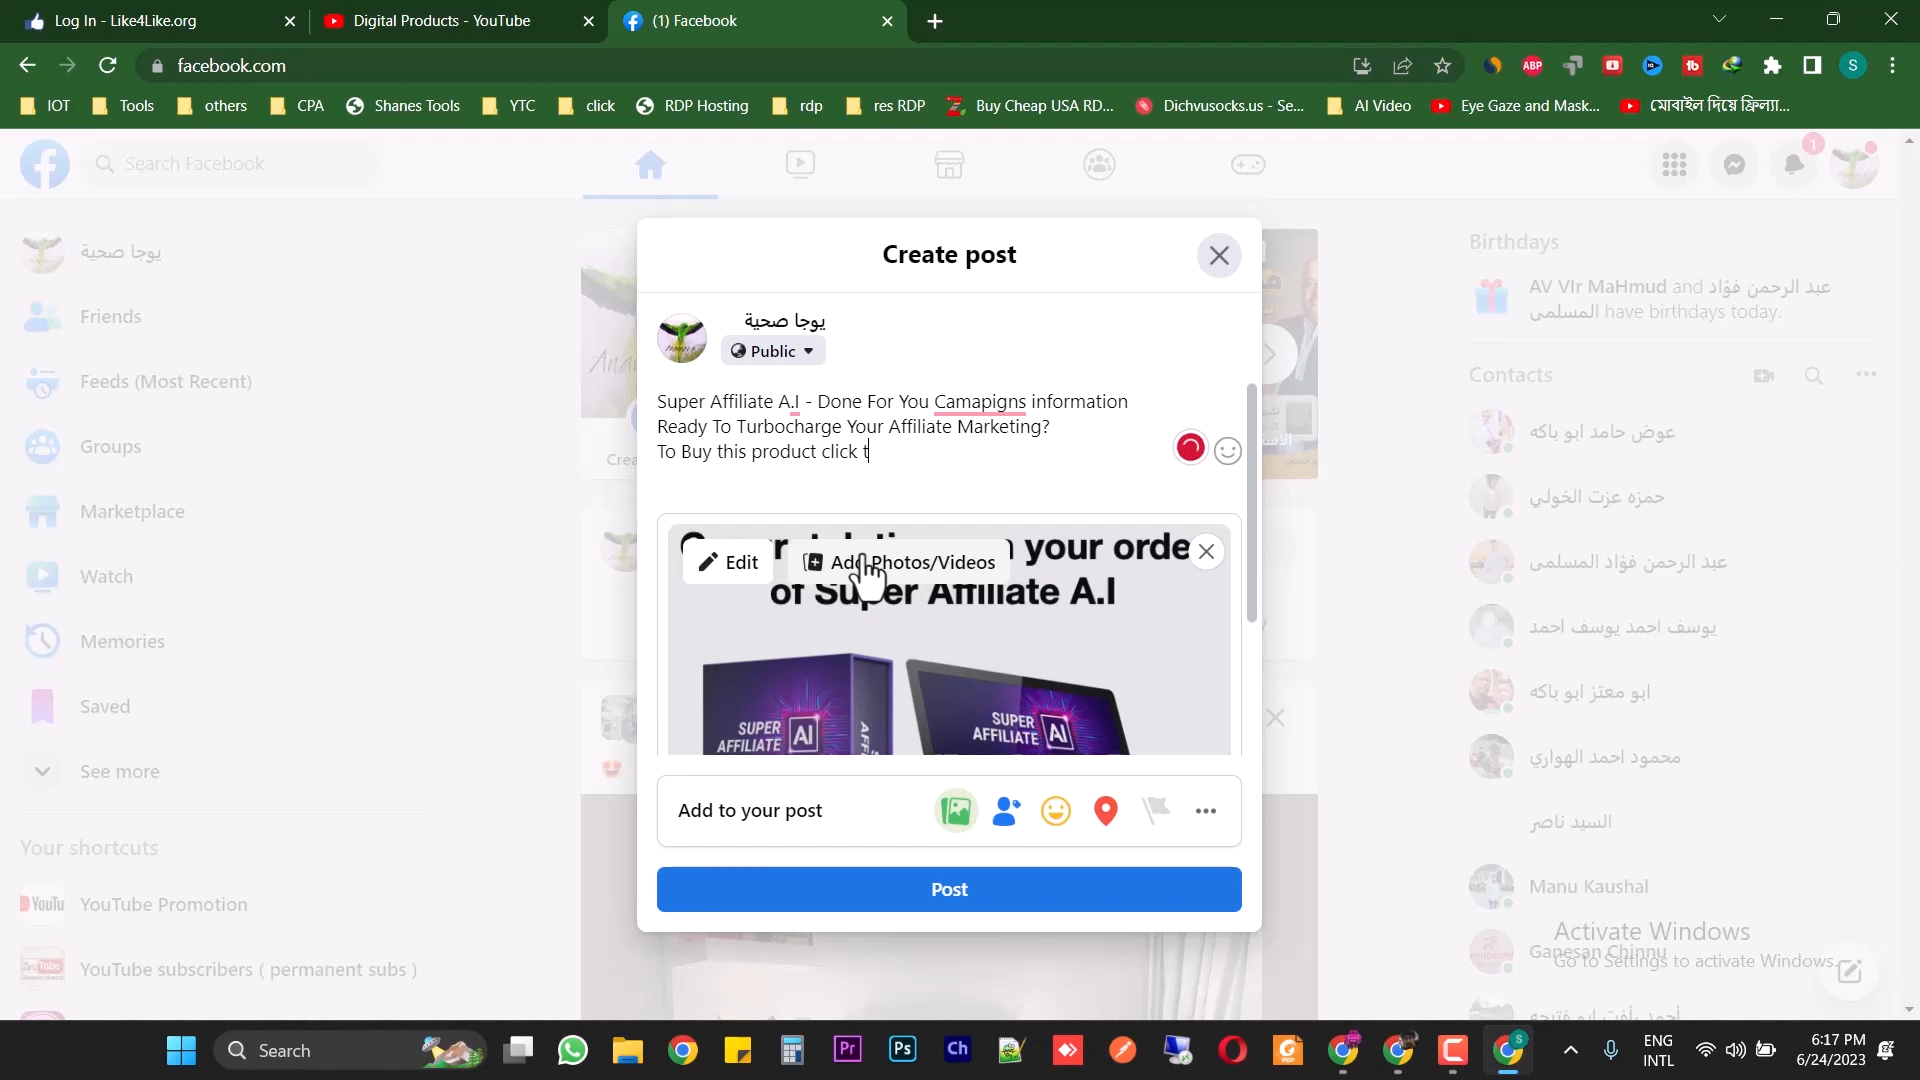 Log In - Like4Like.org
Digital Products - YouTube
(1) Facebook
facebook.com
ABP
S
IOT
Tools
others
CPA
Shanes Tools
YTC
click
RDP Hosting
rdp
res RDP
Buy Cheap USA RD...
Dichvusocks.us - Se...
AI Video
Eye Gaze and Mask...
মোবাইল দিয়ে ফ্রিল্যা...
Search Facebook
1
يوجا صحية
Friends
Feeds (Most Recent)
Groups
Marketplace
Watch
Memories
Saved
See more
Your shortcuts
YouTube Promotion
YouTube subscribers ( permanent subs )
Create post
يوجا صحية
Public
Super Affiliate A.I - Done For You Camapigns information
Ready To Turbocharge Your Affiliate Marketing?
To Buy this product click t
Edit
Add Photos/Videos
your orde
of Super Affiliate A.I
SUPER
AFFILIATE AI
SUPER
AFFILIATE AI
Add to your post
Post
Birthdays
AV VIr MaHmud and عبد الرحمن فؤاد
المسلمى have birthdays today.
Contacts
عوض حامد ابو باكه
حمزه عزت الخولي
عبد الرحمن فؤاد المسلمى
يوسف احمد يوسف احمد
ابو معتز ابو باكه
محمود احمد الهواري
السيد ناصر
Manu Kaushal
Ganesan Chinnu
Activate Windows
Go to Settings to activate Windows.
Search
Pr
Ps
Ch
ENG
INTL
6:17 PM
6/24/2023